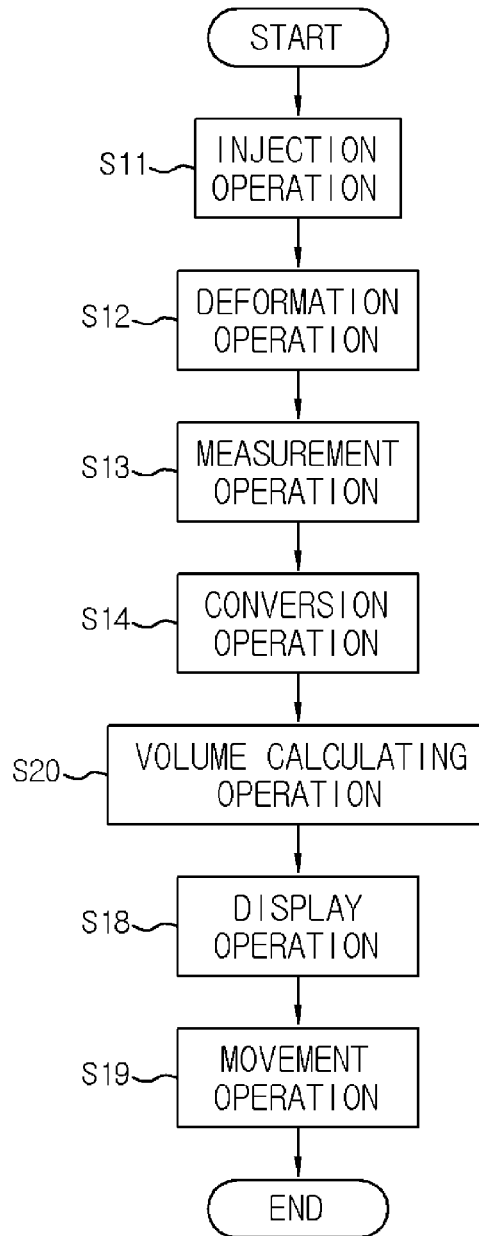 START
S11
INJECTION
OPERATION
S12
DEFORMATION
OPERATION
S13
MEASUREMENT
OPERATION
S14
CONVERSION
OPERATION
S20
VOLUME CALCULATING
OPERATION
S18
DISPLAY
OPERATION
S19
MOVEMENT
OPERATION
END